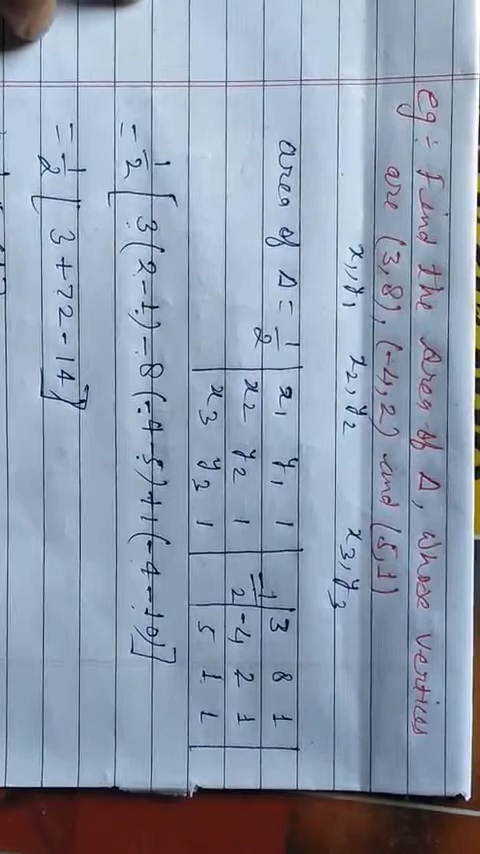 eg:- Find the Area of Δ, whose vertices
are (3,8), (-4,2) and (5,1)
x₁,y₁ x₂,y₂ x₃,y₃
area of Δ = 1/2 | x₁ y₁ 1 | = 1/2 | 3 8 1 |
x₂ y₂ 1 -4 2 1
x₃ y₃ 1 5 1 1
= 1/2 [ 3(2-1) - 8(-4-5) + 1(-4-10) ]
= 1/2 [ 3+72-14 ]